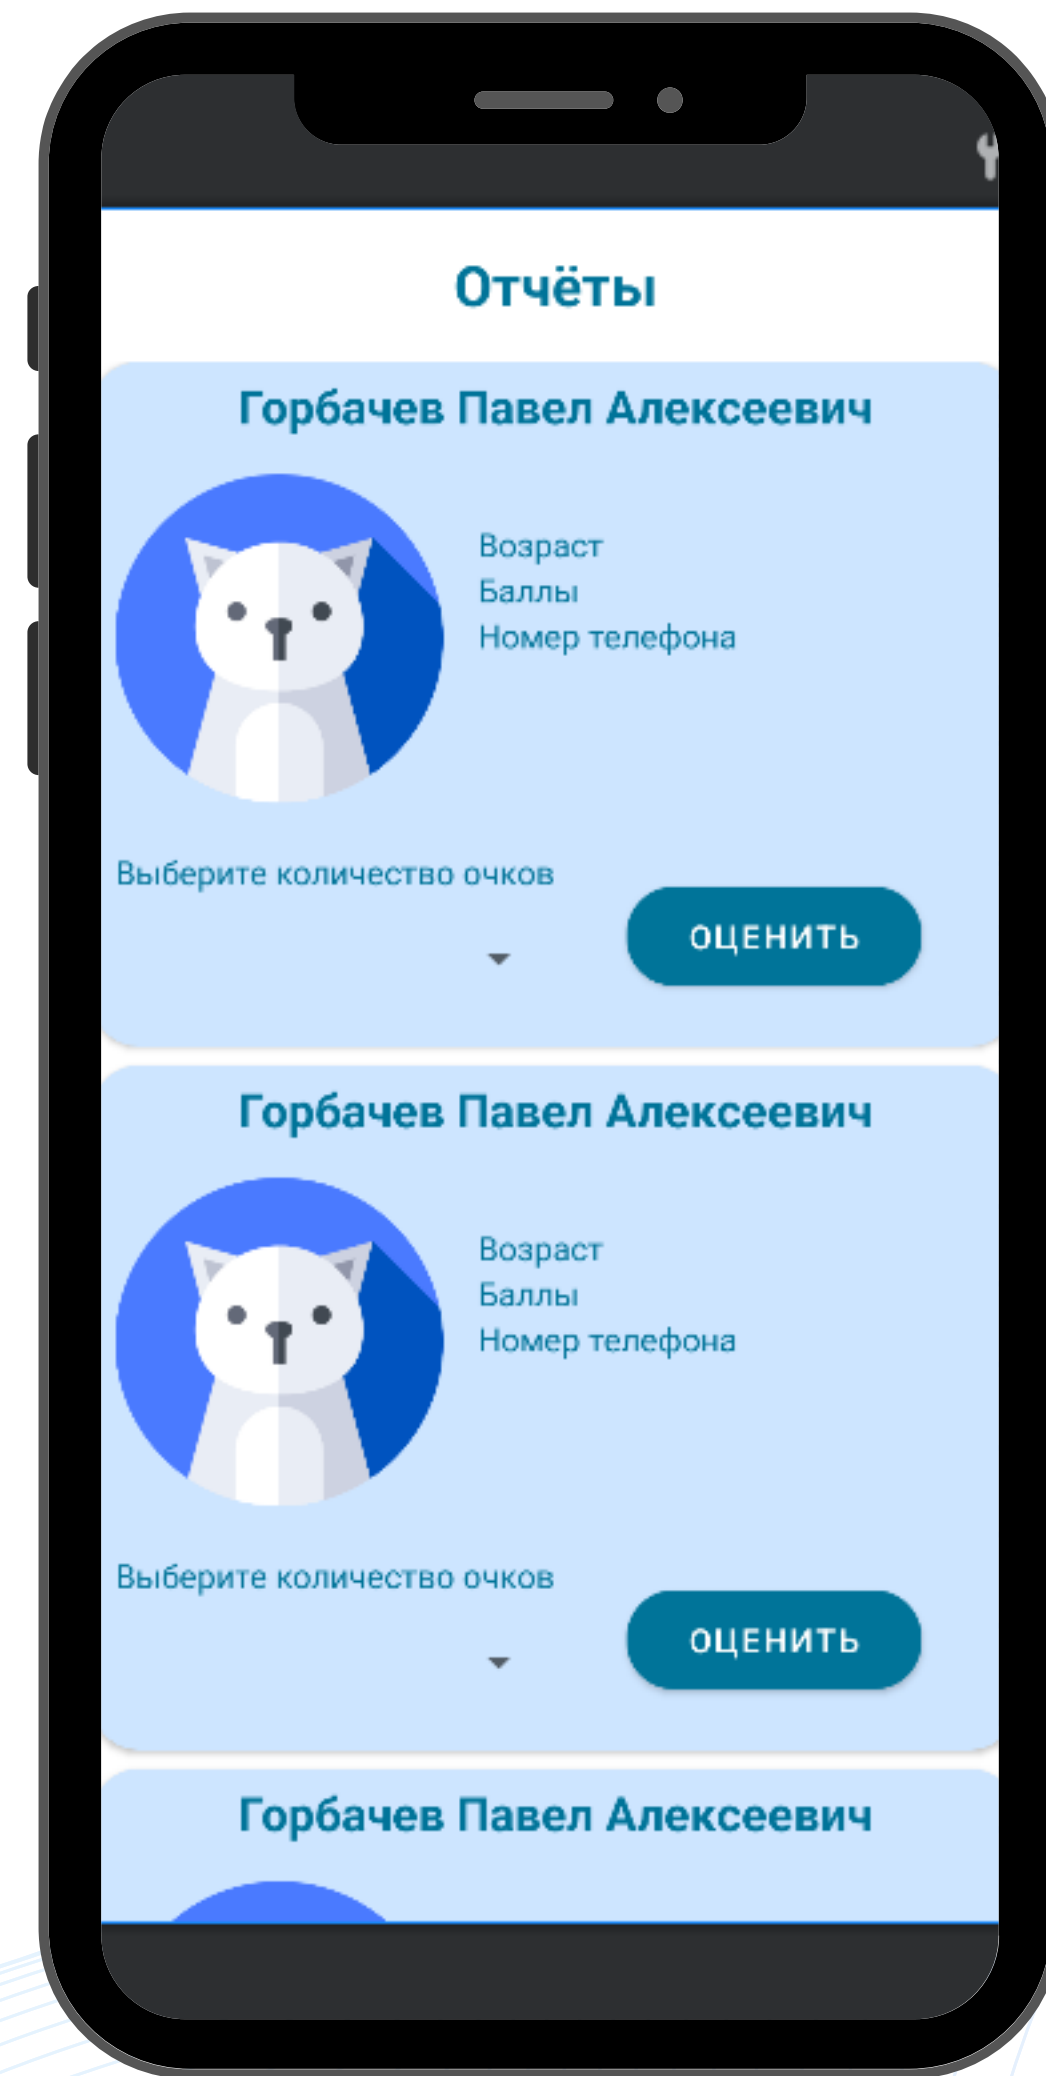 Отчёты
Горбачев Павел Алексеевич
Возраст
Баллы
Номер телефона
Выберите количество очков
ОЦЕНИТЬ
Горбачев Павел Алексеевич
Возраст
Баллы
Номер телефона
Выберите количество очков
ОЦЕНИТЬ
Горбачев Павел Алексеевич